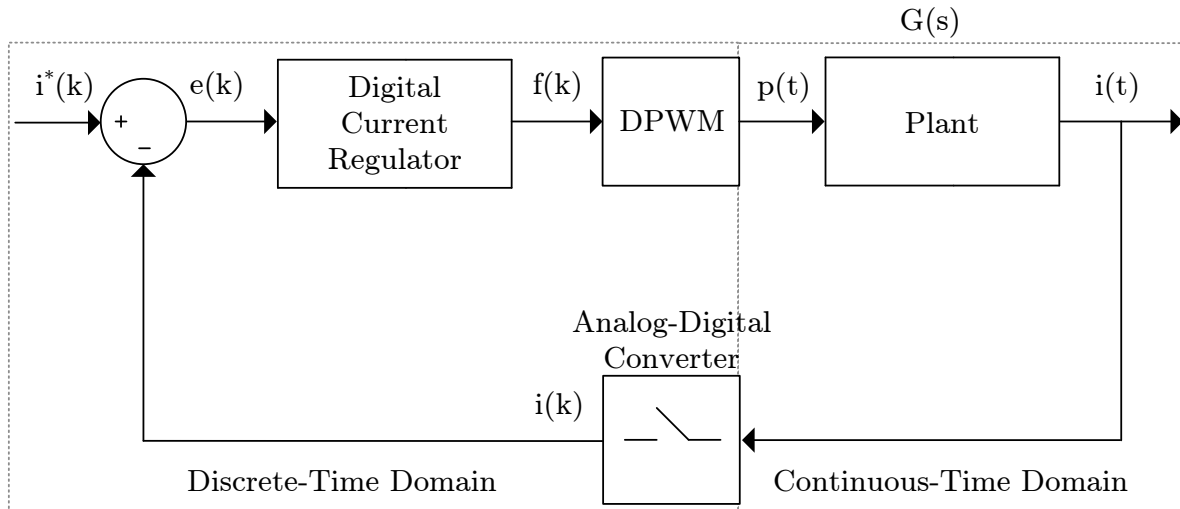 G(s)
i*(k)
e(k)
Digital
Current
Regulator
f(k)
DPWM
p(t)
Plant
i(t)
+
−
Analog-Digital
Converter
i(k)
Discrete-Time Domain
Continuous-Time Domain